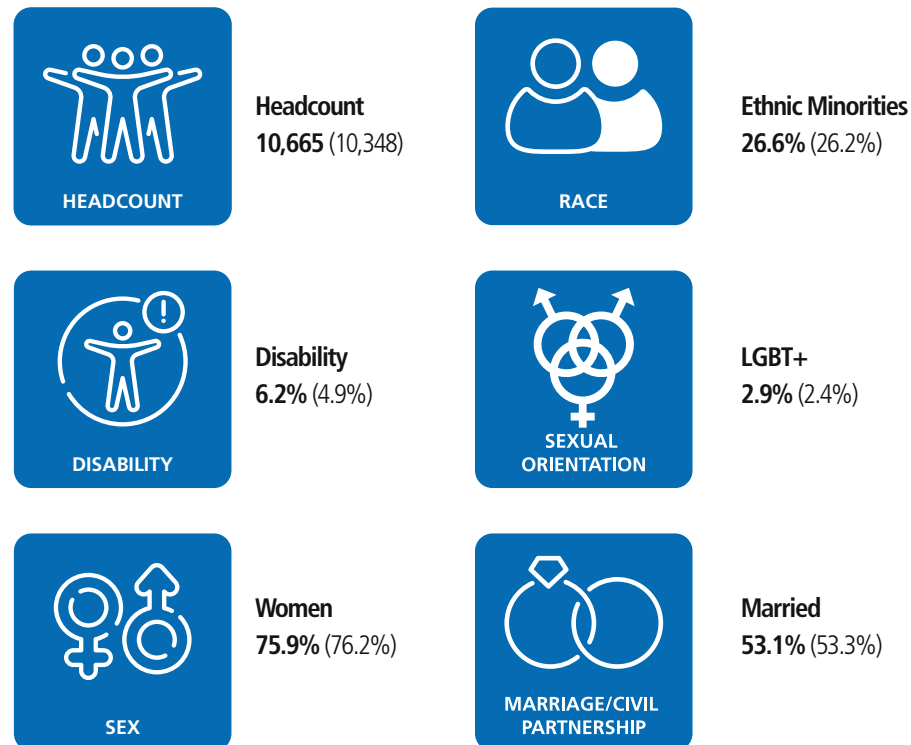 HEADCOUNT
Headcount
10,665 (10,348)
RACE
Ethnic Minorities
26.6% (26.2%)
DISABILITY
Disability
6.2% (4.9%)
SEXUAL
ORIENTATION
LGBT+
2.9% (2.4%)
SEX
Women
75.9% (76.2%)
MARRIAGE/CIVIL
PARTNERSHIP
Married
53.1% (53.3%)